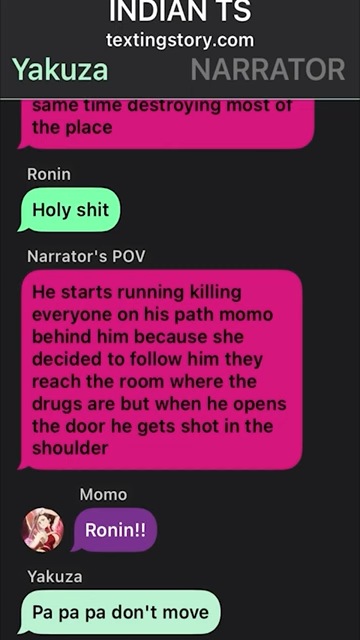 INDIAN TS
textingstory.com
Yakuza NARRATOR
same time destroying most of
the place
Ronin
Holy shit
Narrator's POV
He starts running killing
everyone on his path momo
behind him because she
decided to follow him they
reach the room where the
drugs are but when he opens
the door he gets shot in the
shoulder
Momo
Ronin!!
Yakuza
Pa pa pa don't move